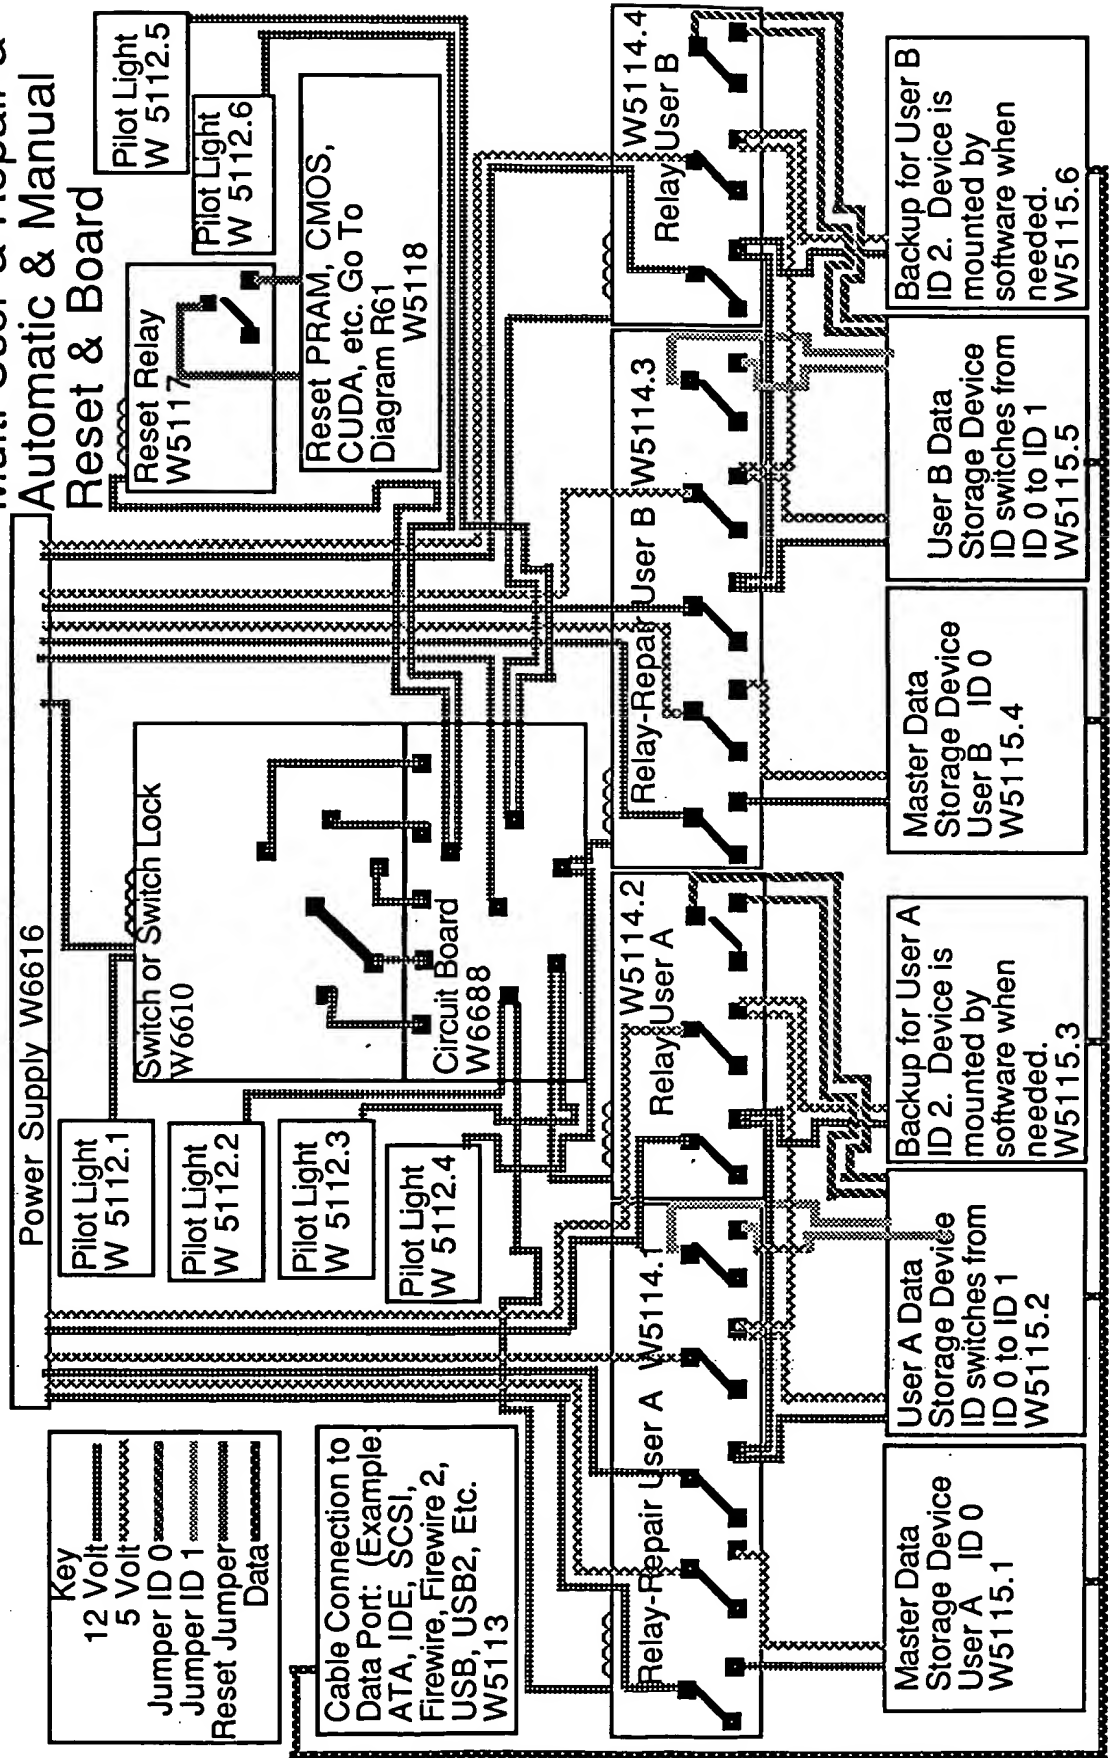 Automatic & Manual
Reset & Board
Power Supply W6616
Key
12 Volt
5 Volt
Jumper ID 0
Jumper ID 1
Reset Jumper
Data
Cable Connection to
Data Port: (Example:
ATA, IDE, SCSI,
Firewire, Firewire 2,
USB, USB2, Etc.
W5113
Pilot Light
W 5112.1
Pilot Light
W 5112.2
Pilot Light
W 5112.3
Pilot Light
W 5112.4
Switch or Switch Lock
W6610
Circuit Board
W6688
Pilot Light
W 5112.5
Pilot Light
W 5112.6
Reset Relay
W5117
Reset PRAM, CMOS,
CUDA, etc. Go To
Diagram R61
W5118
Relay-Repair User A W5114.1
W5114.2
Relay User A
Relay-Repair User B W5114.3
W5114.4
Relay User B
Master Data
Storage Device
User A ID 0
W5115.1
User A Data
Storage Device
ID switches from
ID 0 to ID 1
W5115.2
Backup for User A
ID 2. Device is
mounted by
software when
needed.
W5115.3
Master Data
Storage Device
User B ID 0
W5115.4
User B Data
Storage Device
ID switches from
ID 0 to ID 1
W5115.5
Backup for User B
ID 2. Device is
mounted by
software when
needed.
W5115.6